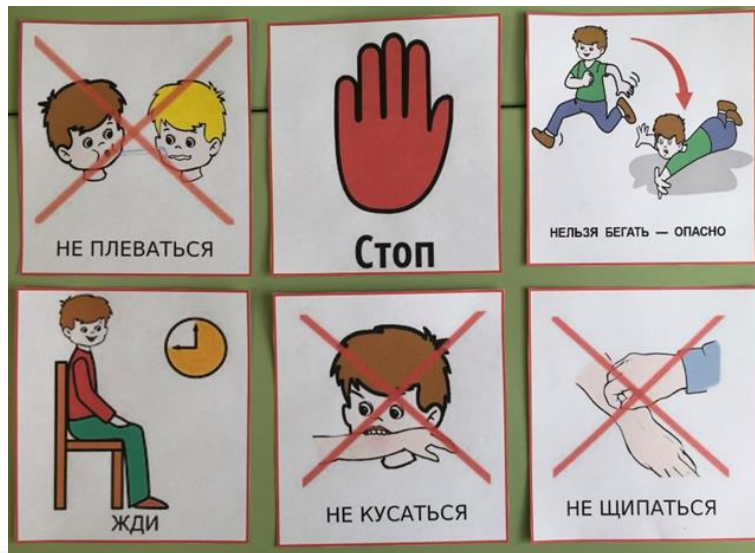 НЕ ПЛЕВАТЬСЯ
Стоп
НЕЛЬЗЯ БЕГАТЬ — ОПАСНО
ЖДИ
НЕ КУСАТЬСЯ
НЕ ЩИПАТЬСЯ